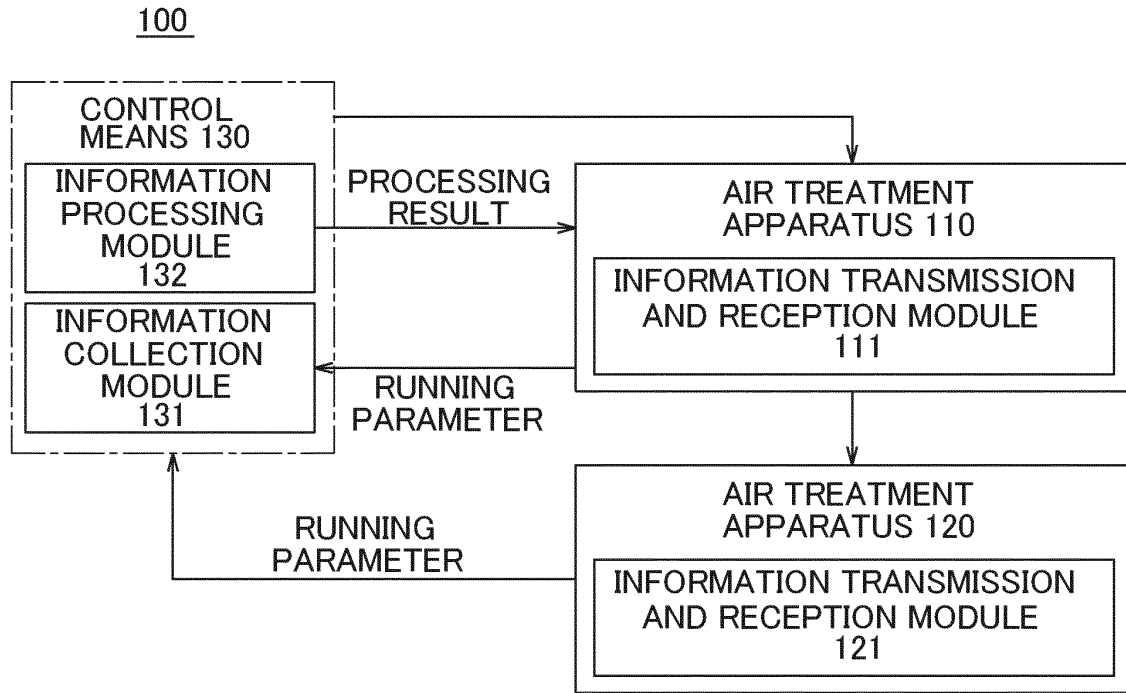 100
CONTROL
MEANS 130
INFORMATION
PROCESSING
MODULE
132
INFORMATION
COLLECTION
MODULE
131
PROCESSING
RESULT
RUNNING
PARAMETER
RUNNING
PARAMETER
AIR TREATMENT
APPARATUS 110
INFORMATION TRANSMISSION
AND RECEPTION MODULE
111
AIR TREATMENT
APPARATUS 120
INFORMATION TRANSMISSION
AND RECEPTION MODULE
121